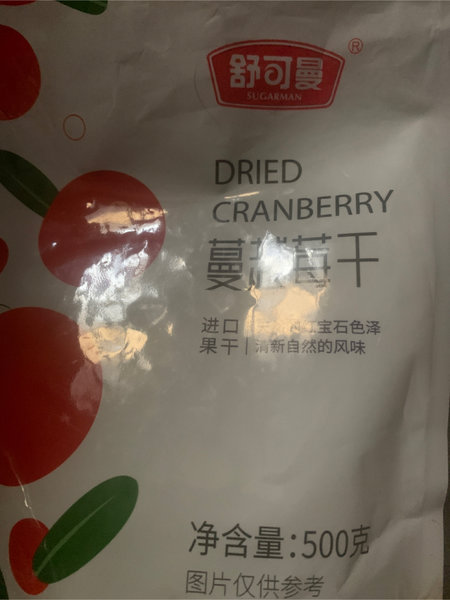 舒可曼®
SUGARMAN
DRIED
CRANBERRY
蔓越莓干
进口 宝石色泽
果干 | 清新自然的风味
净含量:500克
图片仅供参考